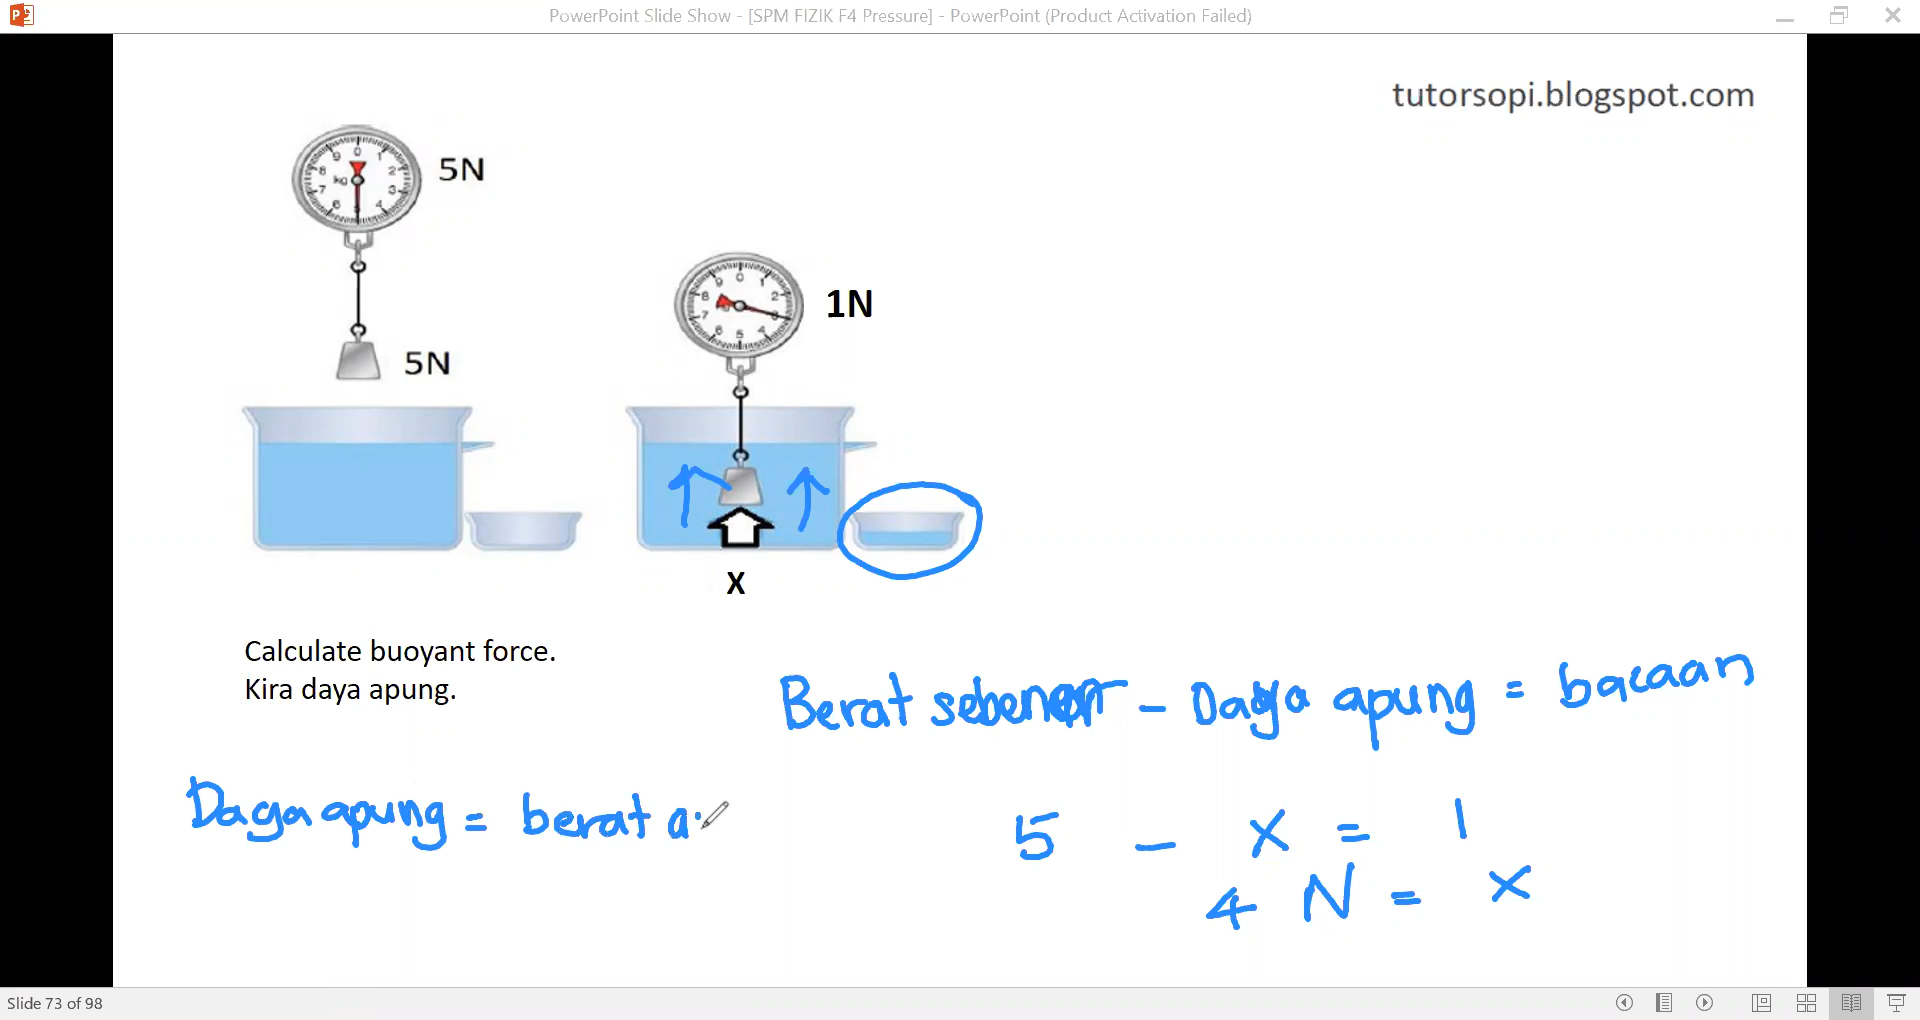 PowerPoint Slide Show - [SPM FIZIK F4 Pressure] - PowerPoint (Product Activation Failed)
tutorsopi.blogspot.com
5N
5N
1N
X
Calculate buoyant force.
Kira daya apung.
Berat sebenar - Daya apung = bacaan
Daya apung = berat a
5 - x = 1
4 N = x
Slide 73 of 98